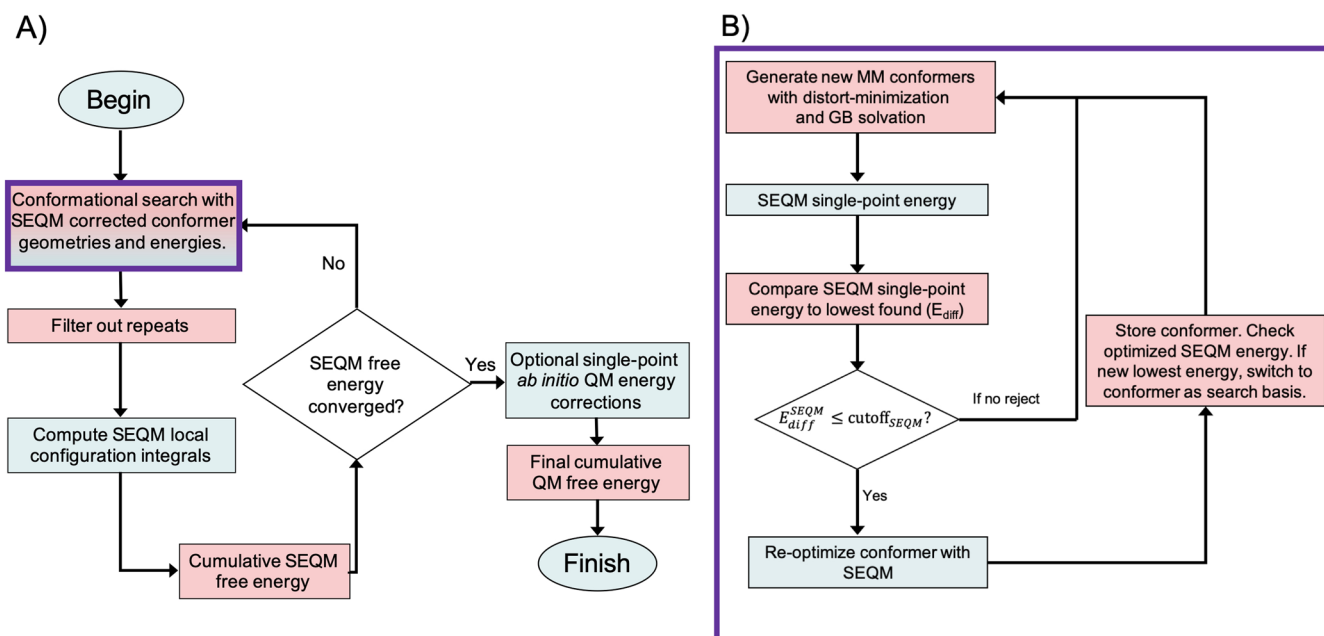 A)
Begin
Conformational search with
SEQM corrected conformer
geometries and energies.
Filter out repeats
Compute SEQM local
configuration integrals
Cumulative SEQM
free energy
No
SEQM free
energy
converged?
Yes
Optional single-point
ab initio QM energy
corrections
Final cumulative
QM free energy
Finish
B)
Generate new MM conformers
with distort-minimization
and GB solvation
SEQM single-point energy
Compare SEQM single-point
energy to lowest found (E_diff)
E_diff^SEQM ≤ cutoff_SEQM?
If no reject
Yes
Re-optimize conformer with
SEQM
Store conformer. Check
optimized SEQM energy. If
new lowest energy, switch to
conformer as search basis.